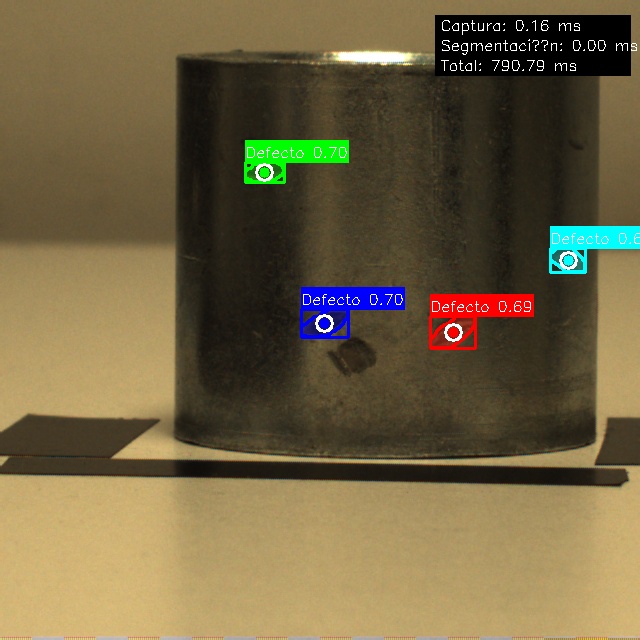 Captura: 0.16 ms
Segmentaci??n: 0.00 ms
Total: 790.79 ms
Defecto 0.70
Defecto 0.6
Defecto 0.70
Defecto 0.69